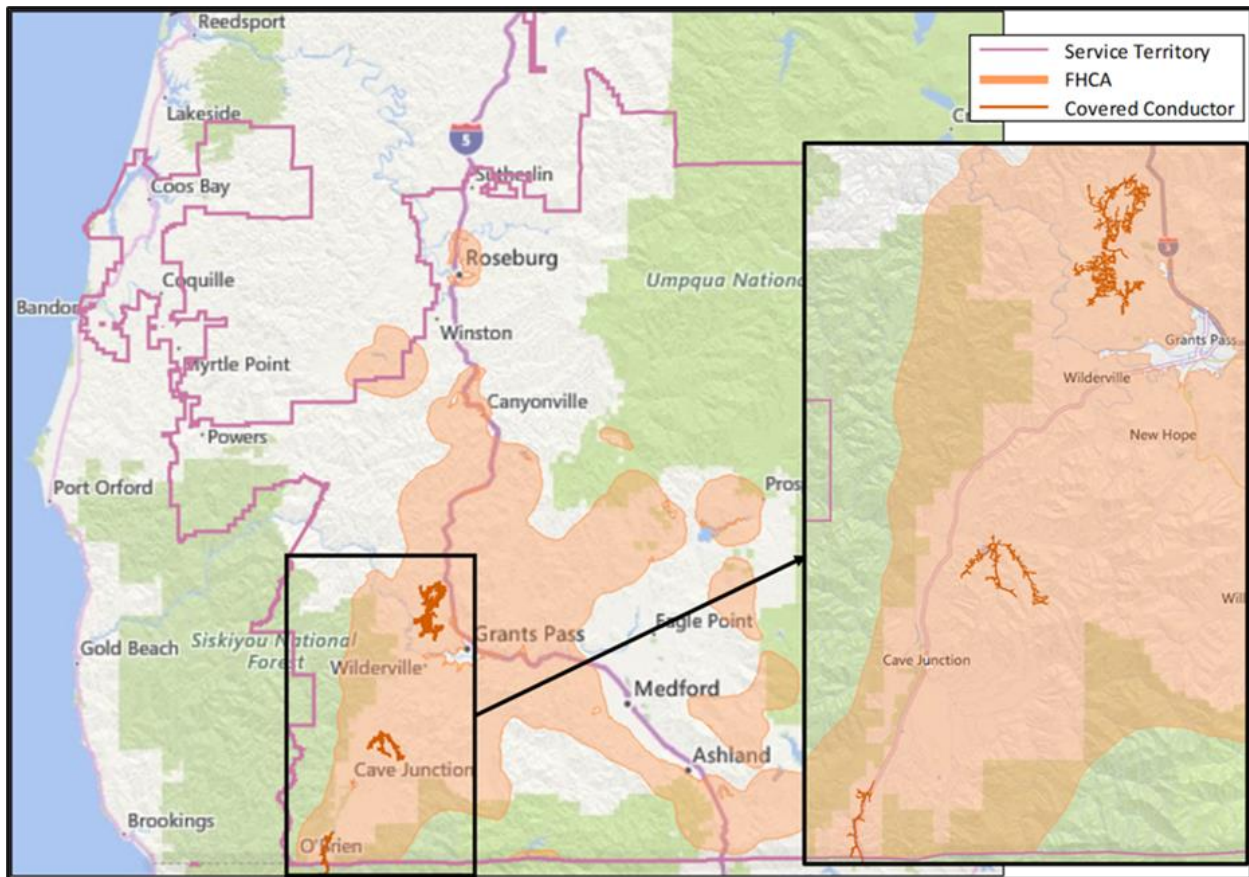 Reedsport
Service Territory
FHCA
Covered Conductor
Lakeside
5
Coos Bay
Sutherlin
Roseburg
Coquille
Umpqua Nationa
Bandon
Winston
Myrtle Point
Canyonville
Powers
Port Orford
Pros
Gold Beach
Siskiyou National
Forest
Wilderville
Grants Pass
Eagle Point
Medford
Cave Junction
Ashland
Brookings
O'Brien
5
Grants Pass
Wilderville
New Hope
Will
Cave Junction